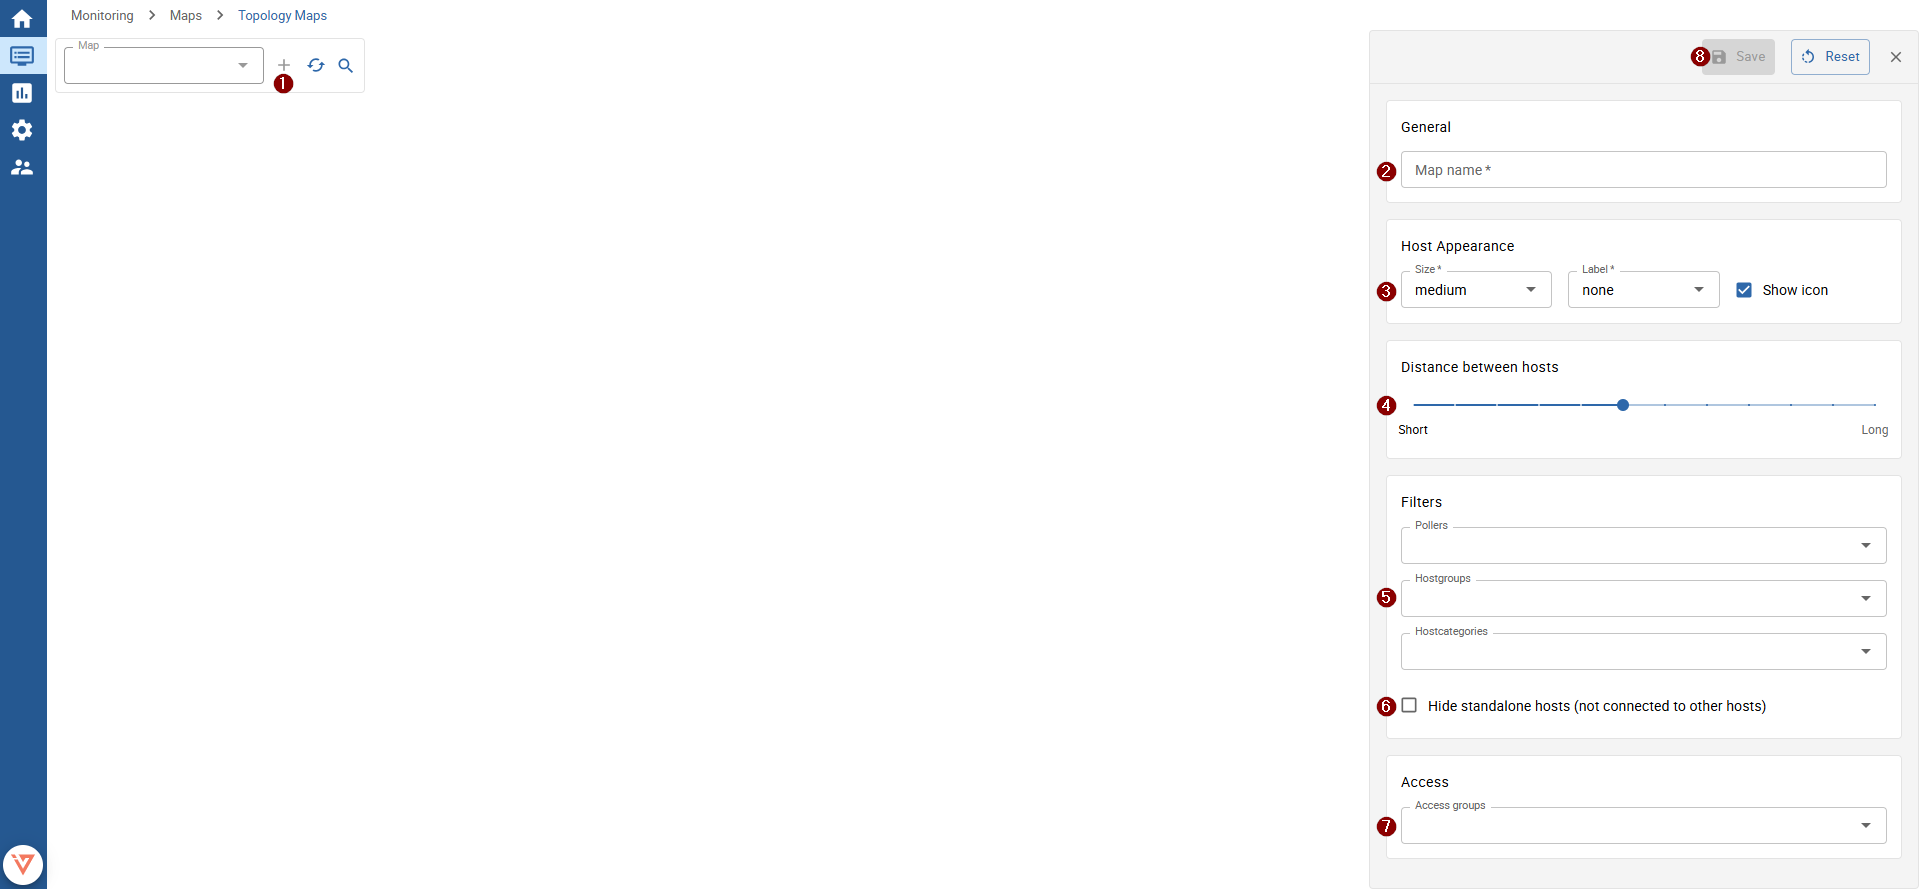 Monitoring > Maps > Topology Maps
Map
1
8 Save Reset
General
2 Map name *
Host Appearance
Size * Label *
3 medium none Show icon
Distance between hosts
4
Short Long
Filters
Pollers
Hostgroups
5
Hostcategories
6 Hide standalone hosts (not connected to other hosts)
Access
Access groups
7